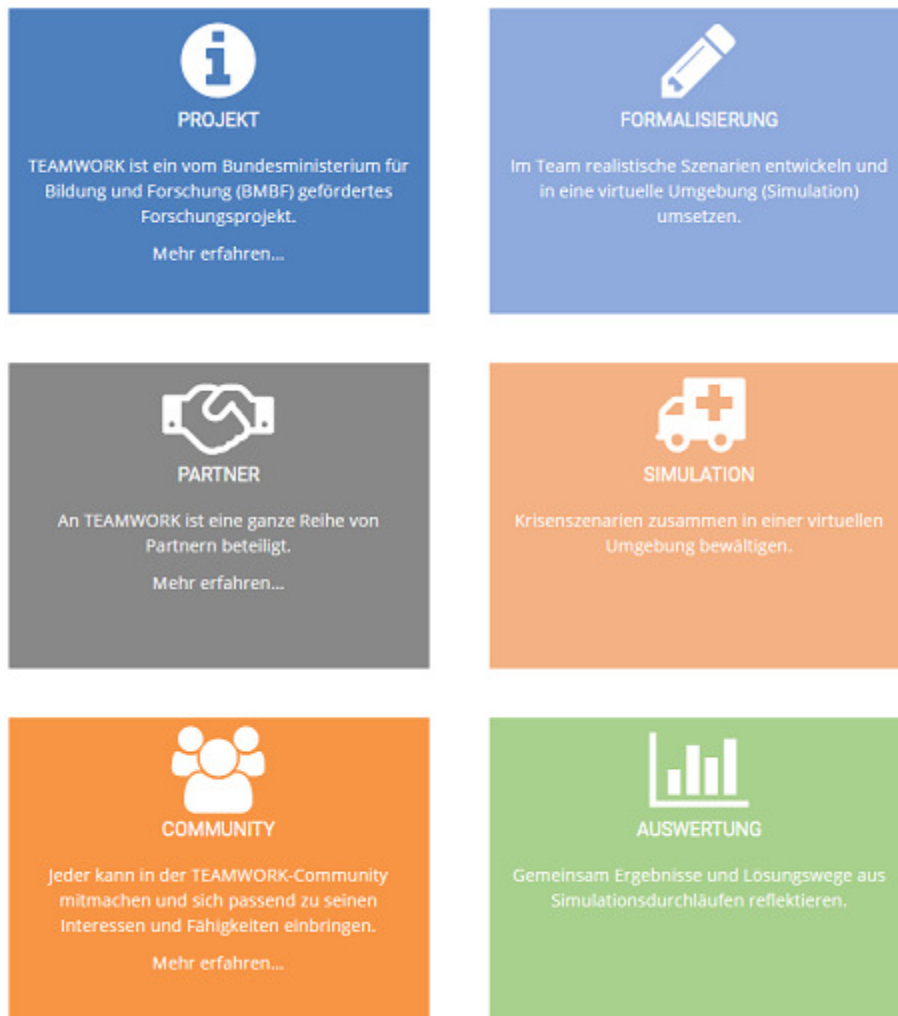 PROJEKT
TEAMWORK ist ein vom Bundesministerium für
Bildung und Forschung (BMBF) gefördertes
Forschungsprojekt.
Mehr erfahren...
FORMALISIERUNG
Im Team realistische Szenarien entwickeln und
in eine virtuelle Umgebung (Simulation)
umsetzen.
PARTNER
An TEAMWORK ist eine ganze Reihe von
Partnern beteiligt.
Mehr erfahren...
SIMULATION
Krisenszenarien zusammen in einer virtuellen
Umgebung bewältigen.
COMMUNITY
Jeder kann in der TEAMWORK-Community
mitmachen und sich passend zu seinen
Interessen und Fähigkeiten einbringen.
Mehr erfahren...
AUSWERTUNG
Gemeinsam Ergebnisse und Lösungswege aus
Simulationsdurchläufen reflektieren.